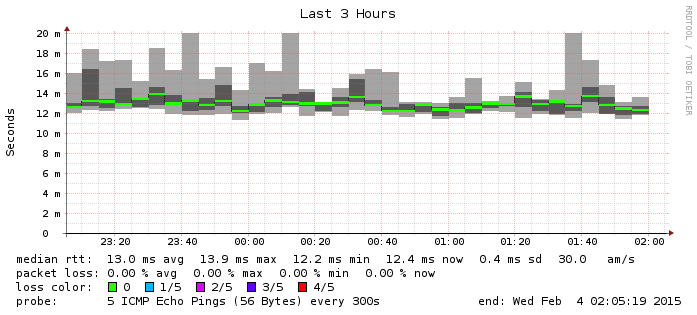 Last 3 Hours
RRDTOOL / TOBI OETIKER
Seconds
20 m
18 m
16 m
14 m
12 m
10 m
8 m
6 m
4 m
2 m
0
23:20 23:40 00:00 00:20 00:40 01:00 01:20 01:40 02:00
median rtt: 13.0 ms avg 13.9 ms max 12.2 ms min 12.4 ms now 0.4 ms sd 30.0 am/s
packet loss: 0.00 % avg 0.00 % max 0.00 % min 0.00 % now
loss color: 0 1/5 2/5 3/5 4/5
probe: 5 ICMP Echo Pings (56 Bytes) every 300s end: Wed Feb 4 02:05:19 2015